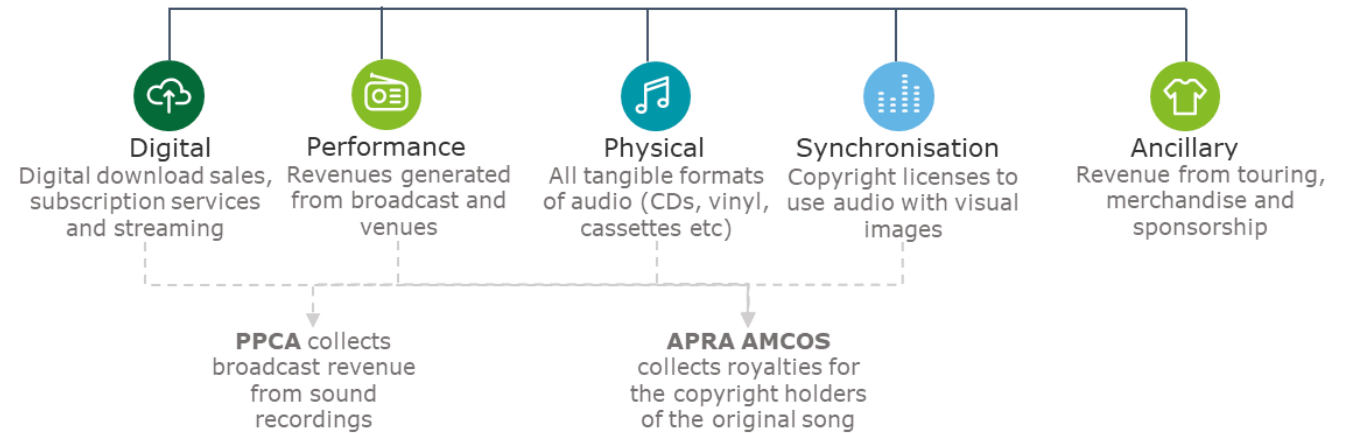 Digital
Digital download sales,
subscription services
and streaming
Performance
Revenues generated
from broadcast and
venues
Physical
All tangible formats
of audio (CDs, vinyl,
cassettes etc)
Synchronisation
Copyright licenses to
use audio with visual
images
Ancillary
Revenue from touring,
merchandise and
sponsorship
PPCA collects
broadcast revenue
from sound
recordings
APRA AMCOS
collects royalties for
the copyright holders
of the original song